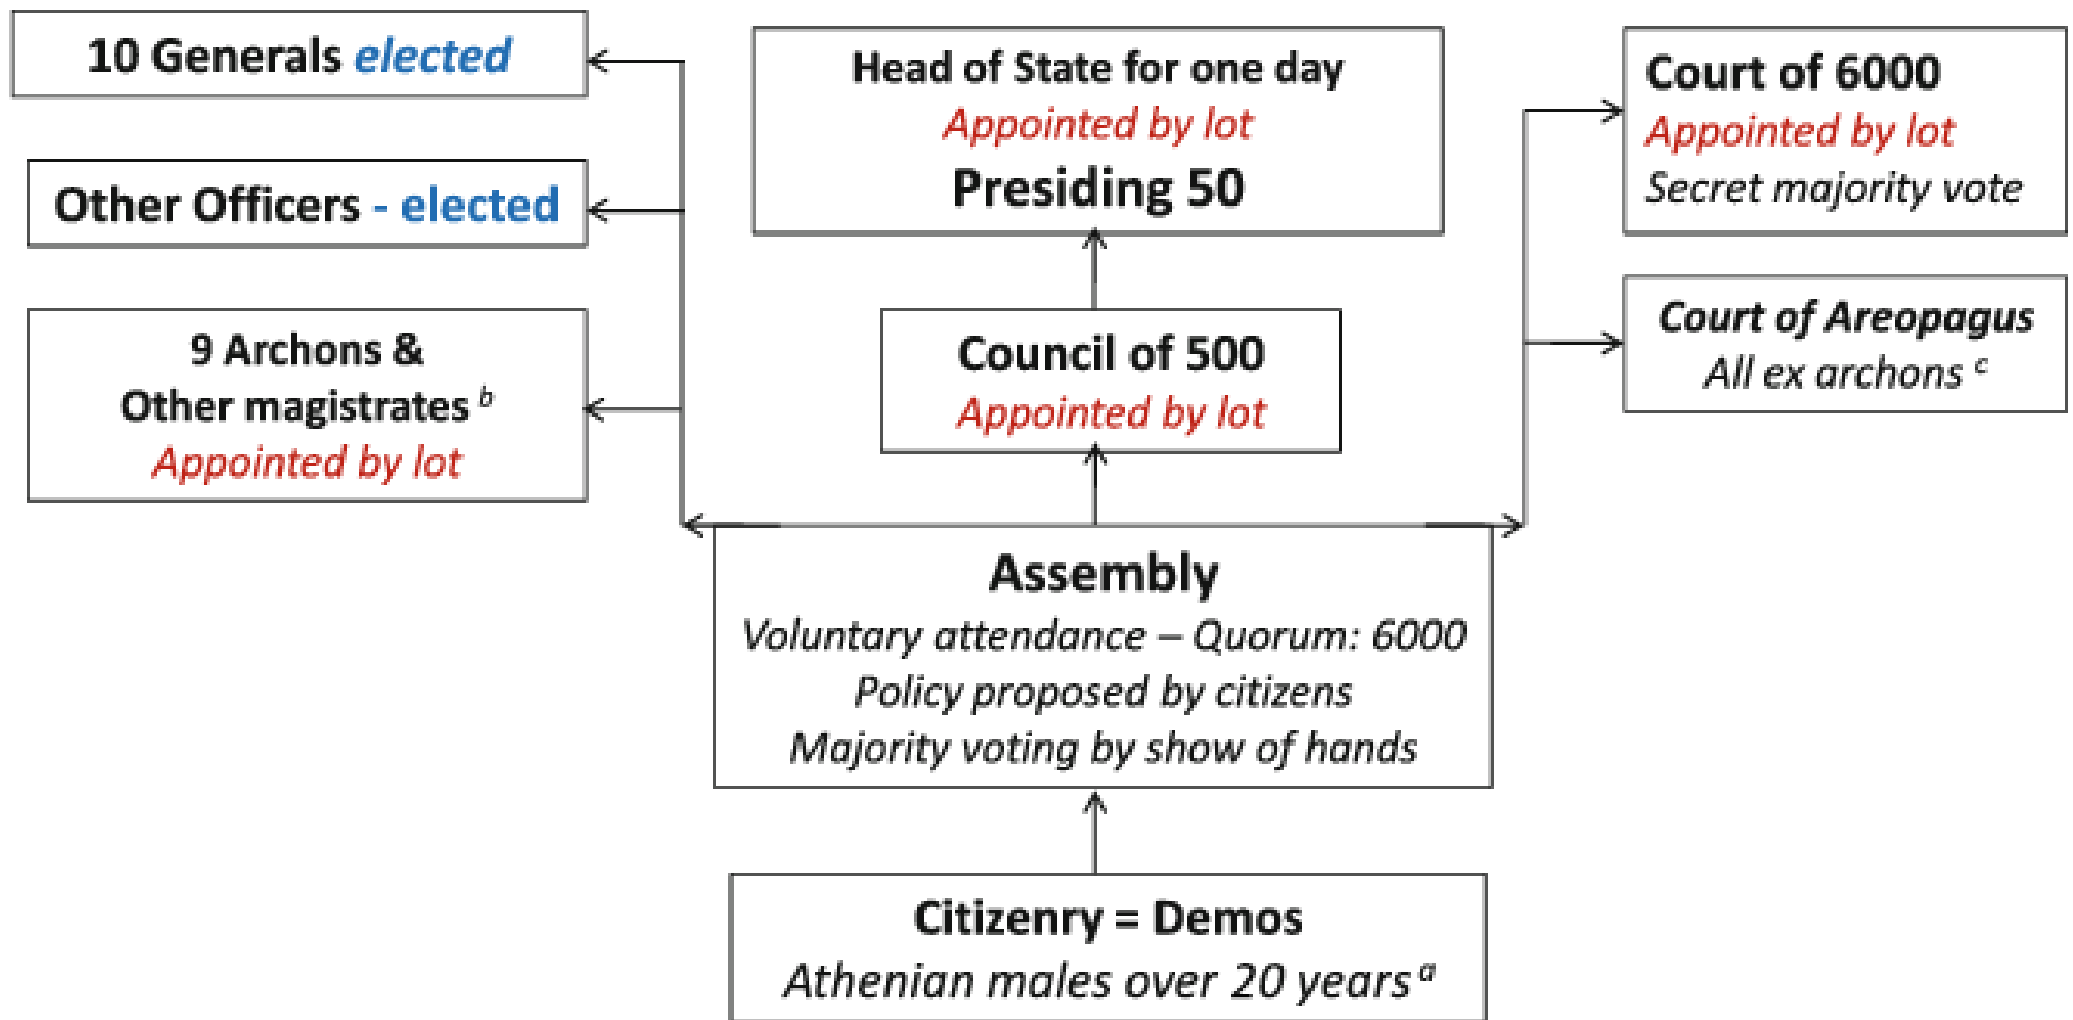 10 Generals elected
Other Officers - elected
9 Archons &
Other magistrates b
Appointed by lot
Head of State for one day
Appointed by lot
Presiding 50
Council of 500
Appointed by lot
Court of 6000
Appointed by lot
Secret majority vote
Court of Areopagus
All ex archons c
Assembly
Voluntary attendance – Quorum: 6000
Policy proposed by citizens
Majority voting by show of hands
Citizenry = Demos
Athenian males over 20 years a